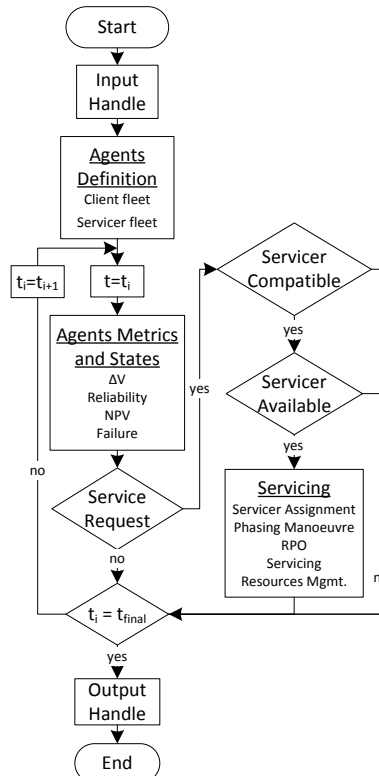 Start
Input
Handle
Agents
Definition
Client fleet
Servicer fleet
tᵢ=tᵢ₊₁
t=tᵢ
Agents Metrics
and States
ΔV
Reliability
NPV
Failure
no
yes
Service
Request
no
Servicer
Compatible
yes
Servicer
Available
yes
Servicing
Servicer Assignment
Phasing Manoeuvre
RPO
Servicing
Resources Mgmt.
tᵢ = t_final
yes
Output
Handle
End